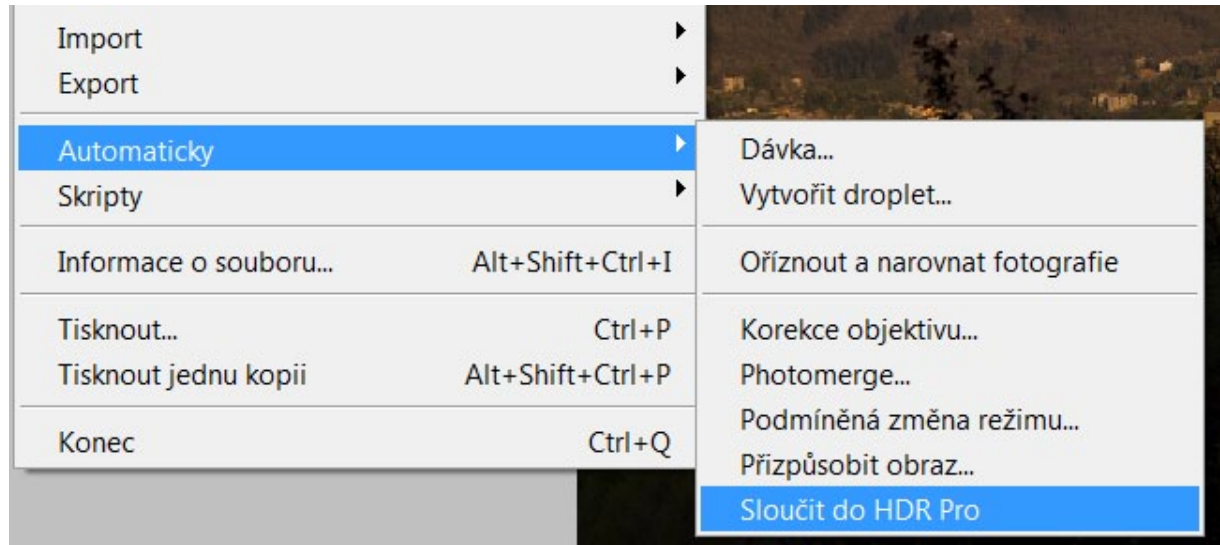 Import
Export
Automaticky
Skripty
Informace o souboru... Alt+Shift+Ctrl+I
Tisknout... Ctrl+P
Tisknout jednu kopii Alt+Shift+Ctrl+P
Konec Ctrl+Q
Dávka...
Vytvořit droplet...
Oříznout a narovnat fotografie
Korekce objektivu...
Photomerge...
Podmíněná změna režimu...
Přizpůsobit obraz...
Sloučit do HDR Pro